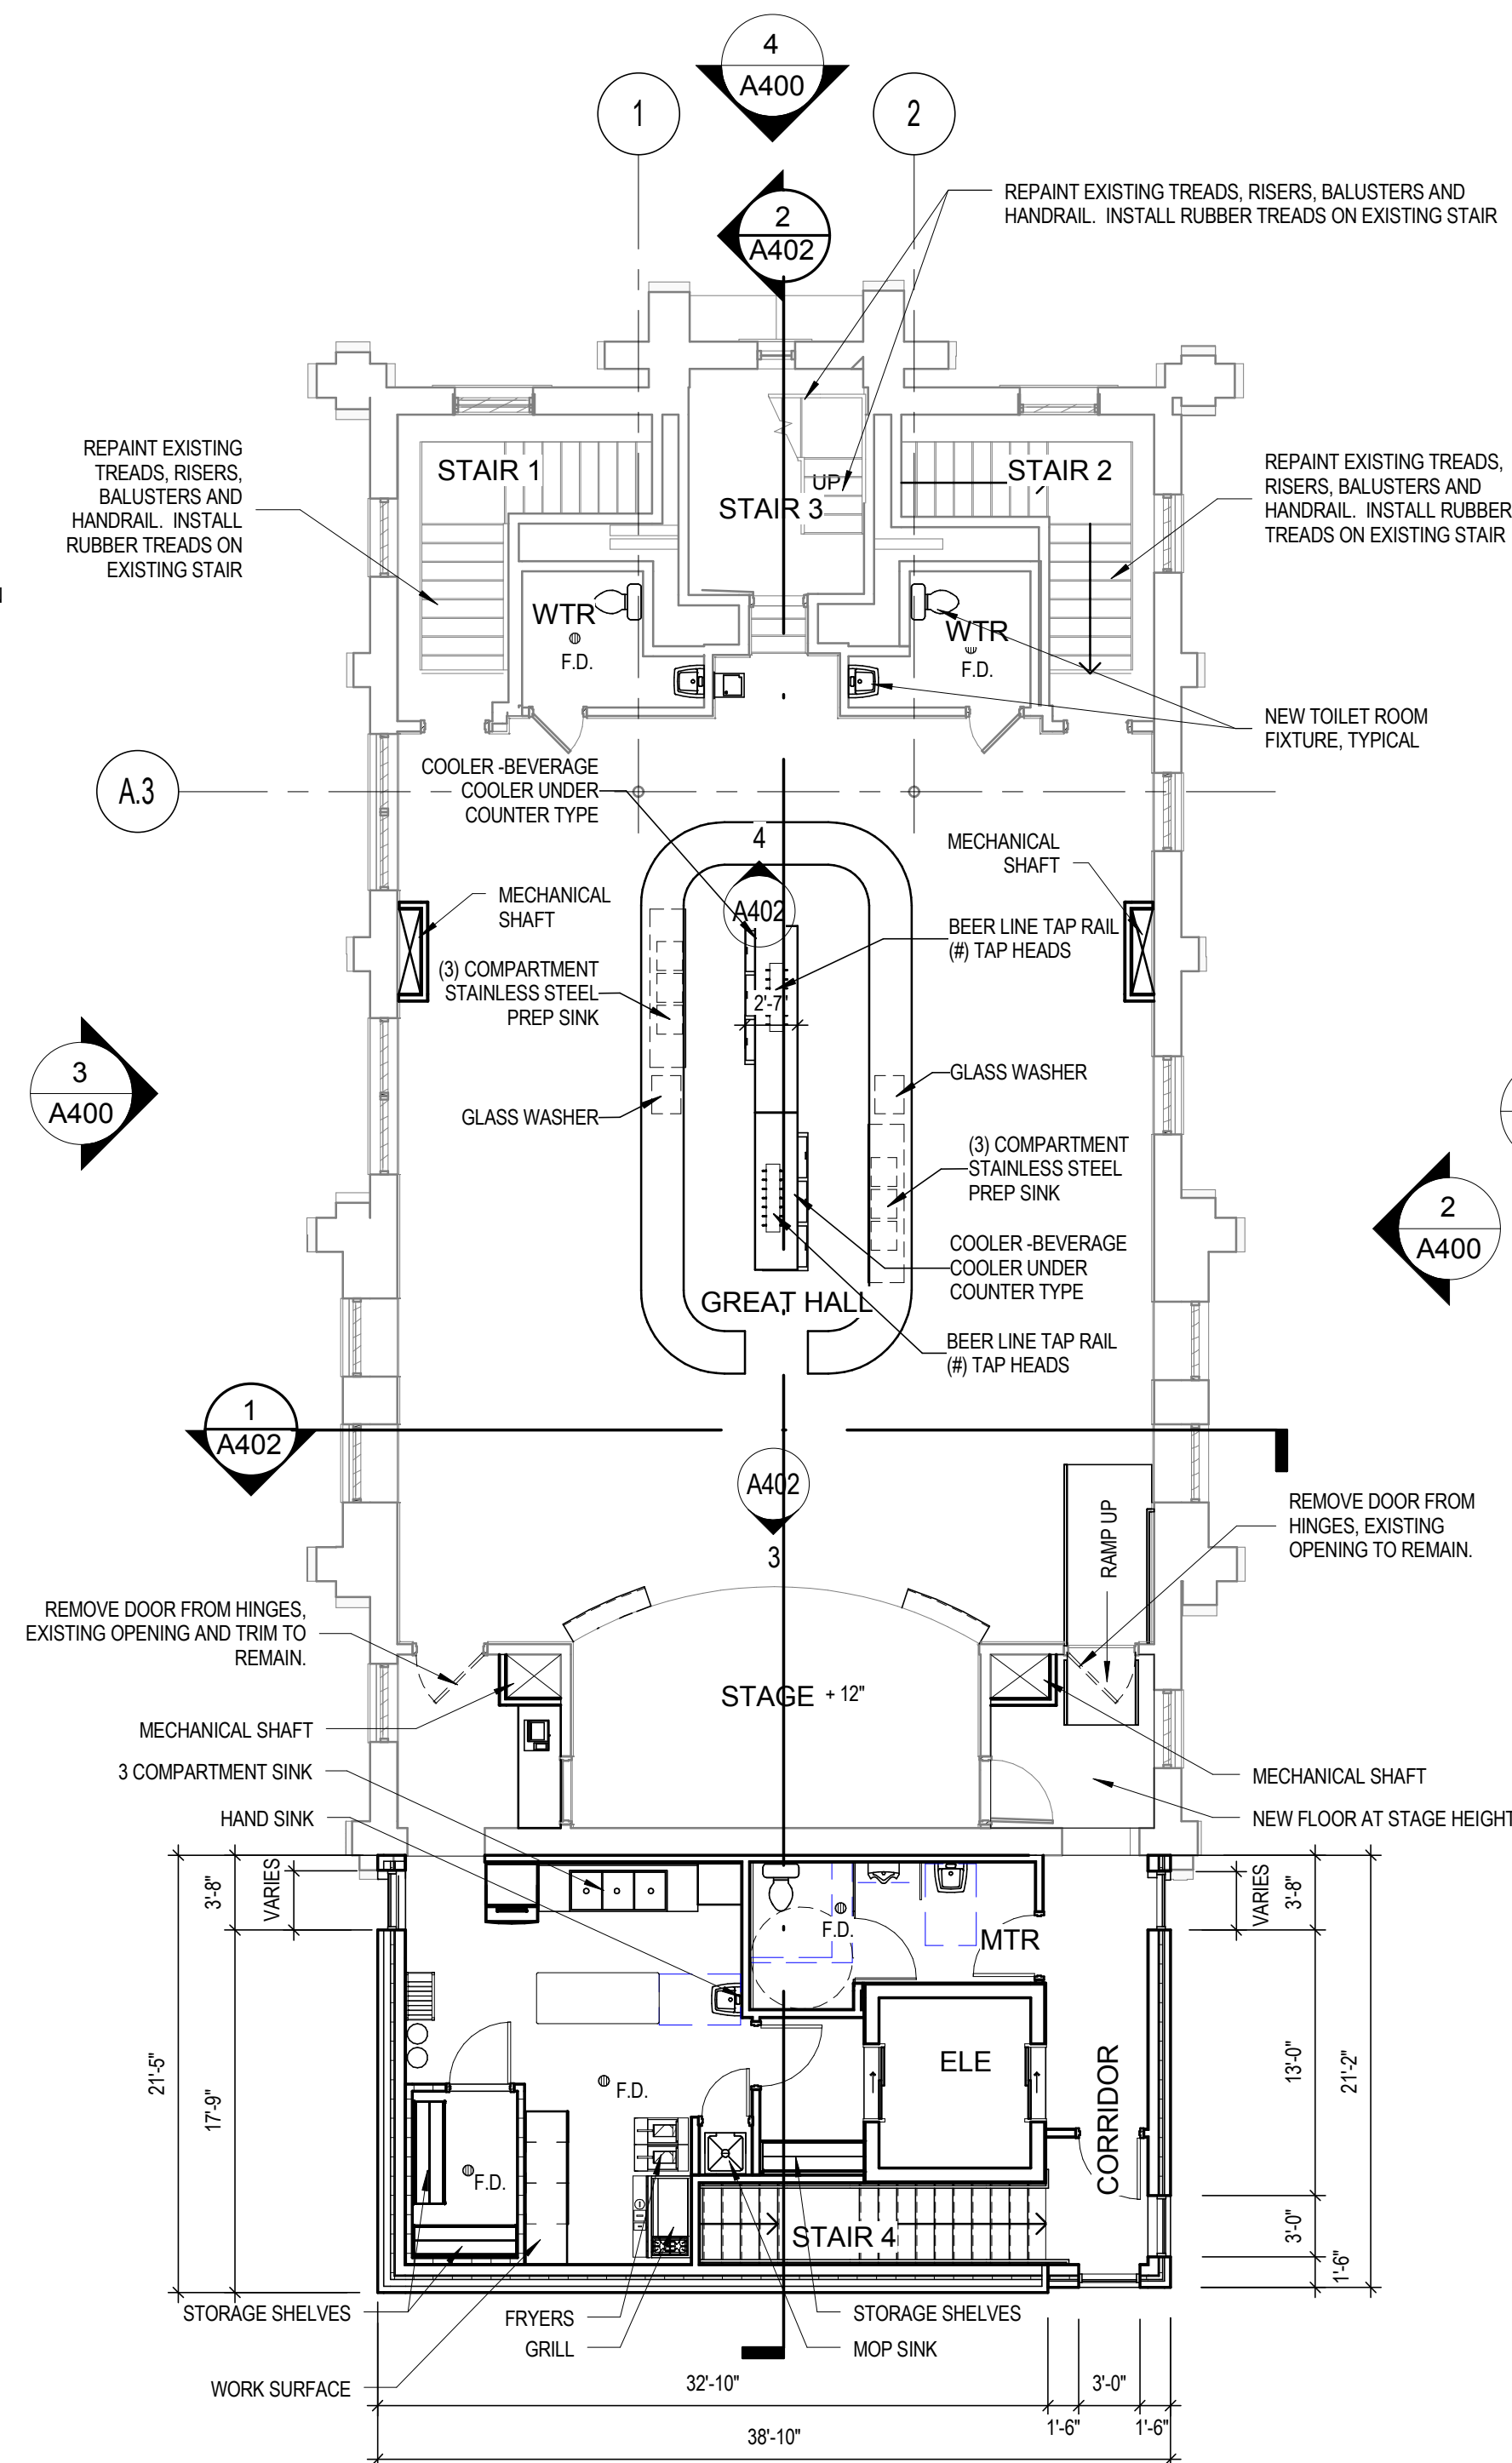 4
A400
1
2
2
A402
REPAINT EXISTING TREADS, RISERS, BALUSTERS AND
HANDRAIL. INSTALL RUBBER TREADS ON EXISTING STAIR
REPAINT EXISTING
TREADS, RISERS,
BALUSTERS AND
HANDRAIL. INSTALL
RUBBER TREADS ON
EXISTING STAIR
STAIR 1
UP
STAIR 3
STAIR 2
REPAINT EXISTING TREADS,
RISERS, BALUSTERS AND
HANDRAIL. INSTALL RUBBER
TREADS ON EXISTING STAIR
WTR
F.D.
WTR
F.D.
NEW TOILET ROOM
FIXTURE, TYPICAL
A.3
COOLER -BEVERAGE
COOLER UNDER
COUNTER TYPE
4
A402
MECHANICAL
SHAFT
MECHANICAL
SHAFT
BEER LINE TAP RAIL
(#) TAP HEADS
(3) COMPARTMENT
STAINLESS STEEL
PREP SINK
2'-7"
3
A400
GLASS WASHER
GLASS WASHER
(3) COMPARTMENT
STAINLESS STEEL
PREP SINK
2
A400
COOLER -BEVERAGE
COOLER UNDER
COUNTER TYPE
GREAT HALL
BEER LINE TAP RAIL
(#) TAP HEADS
1
A402
A402
3
RAMP UP
REMOVE DOOR FROM
HINGES, EXISTING
OPENING TO REMAIN.
REMOVE DOOR FROM HINGES,
EXISTING OPENING AND TRIM TO
REMAIN.
STAGE + 12"
MECHANICAL SHAFT
3 COMPARTMENT SINK
HAND SINK
MECHANICAL SHAFT
NEW FLOOR AT STAGE HEIGHT
3'-8"
VARIES
VARIES
3'-8"
F.D.
MTR
21'-5"
17'-9"
ELE
CORRIDOR
13'-0"
21'-2"
F.D.
F.D.
STAIR 4
3'-0"
1'-6"
STORAGE SHELVES
FRYERS
GRILL
STORAGE SHELVES
MOP SINK
WORK SURFACE
32'-10"
3'-0"
1'-6"
1'-6"
38'-10"